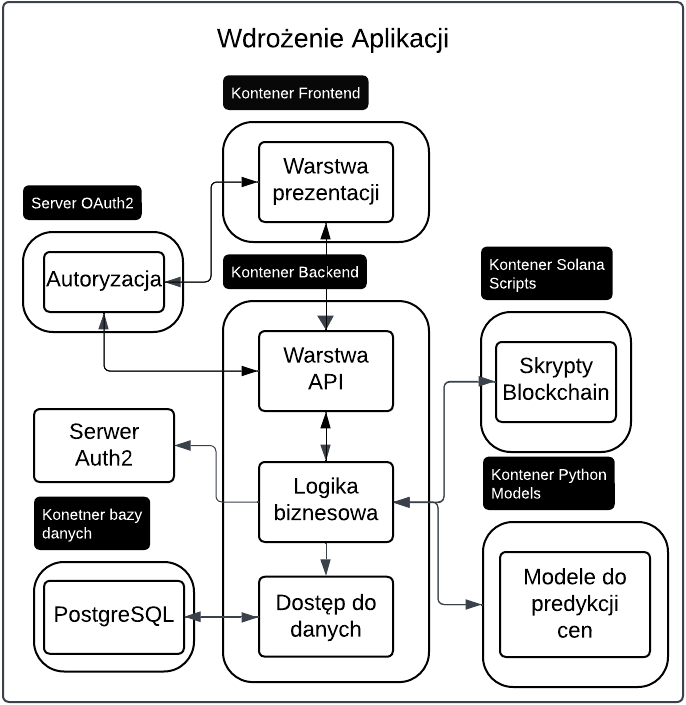 Wdrożenie Aplikacji
Kontener Frontend
Warstwa
prezentacji
Server OAuth2
Autoryzacja
Kontener Backend
Warstwa
API
Kontener Solana
Scripts
Skrypty
Blockchain
Serwer
Auth2
Logika
biznesowa
Kontener Python
Models
Konetner bazy
danych
PostgreSQL
Dostęp do
danych
Modele do
predykcji
cen